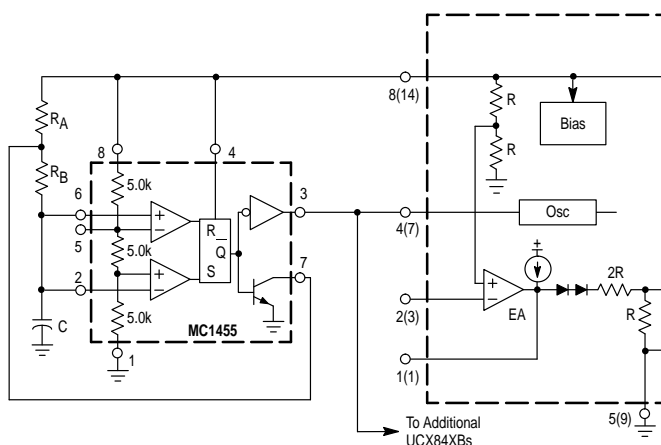 8(14)
R
R
Bias
RA
RB
8
4
5.0k
6
+
−
5
R
Q
S
3
4(7)
Osc
5.0k
+
−
7
2
+
2(3)
+
−
EA
2R
R
C
5.0k
MC1455
1
1(1)
5(9)
To Additional
UCX84XBs